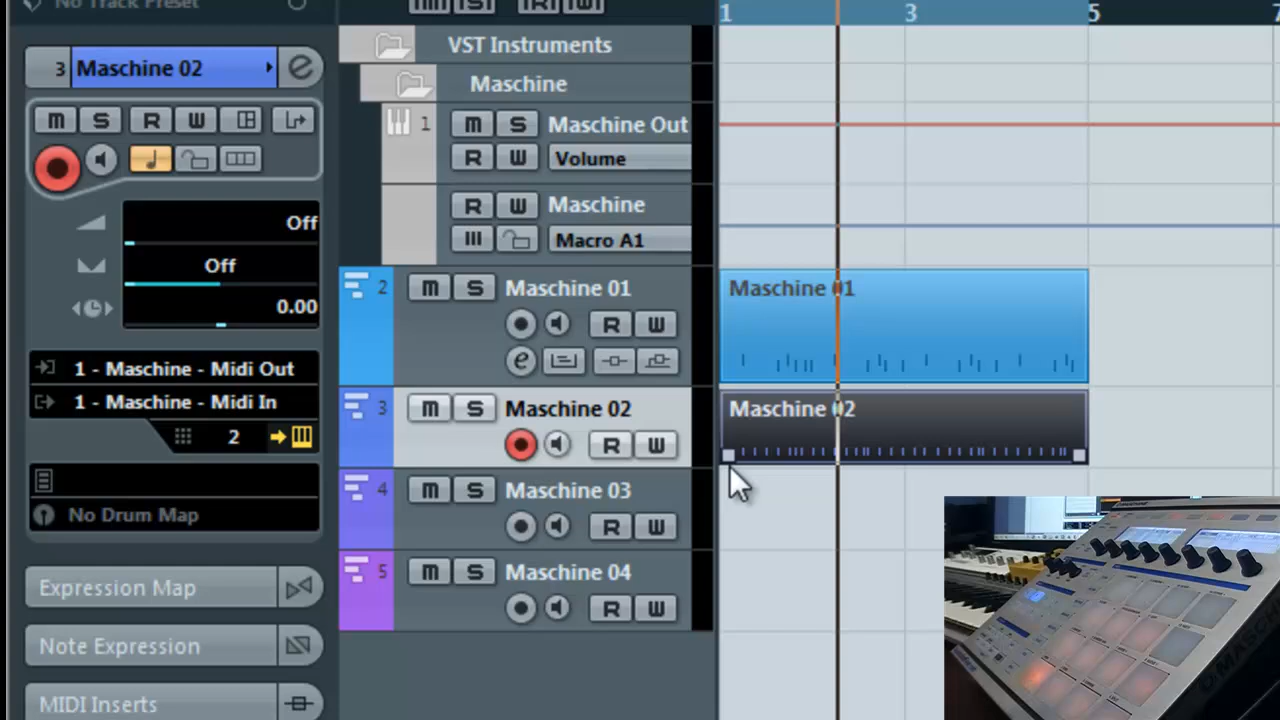 No Track Preset
1 3 5 7
VST Instruments
3 Maschine 02 e
Maschine
M S R W
1 M S Maschine Out
R W Volume
R W Maschine
Off
Macro A1
Off
2 M S Maschine 01
Maschine 01
0.00
R W
e
1 - Maschine - Midi Out
1 - Maschine - Midi In
3 M S Maschine 02
Maschine 02
2
R W
4 M S Maschine 03
No Drum Map
R W
5 M S Maschine 04
Expression Map
R W
Note Expression
MIDI Inserts